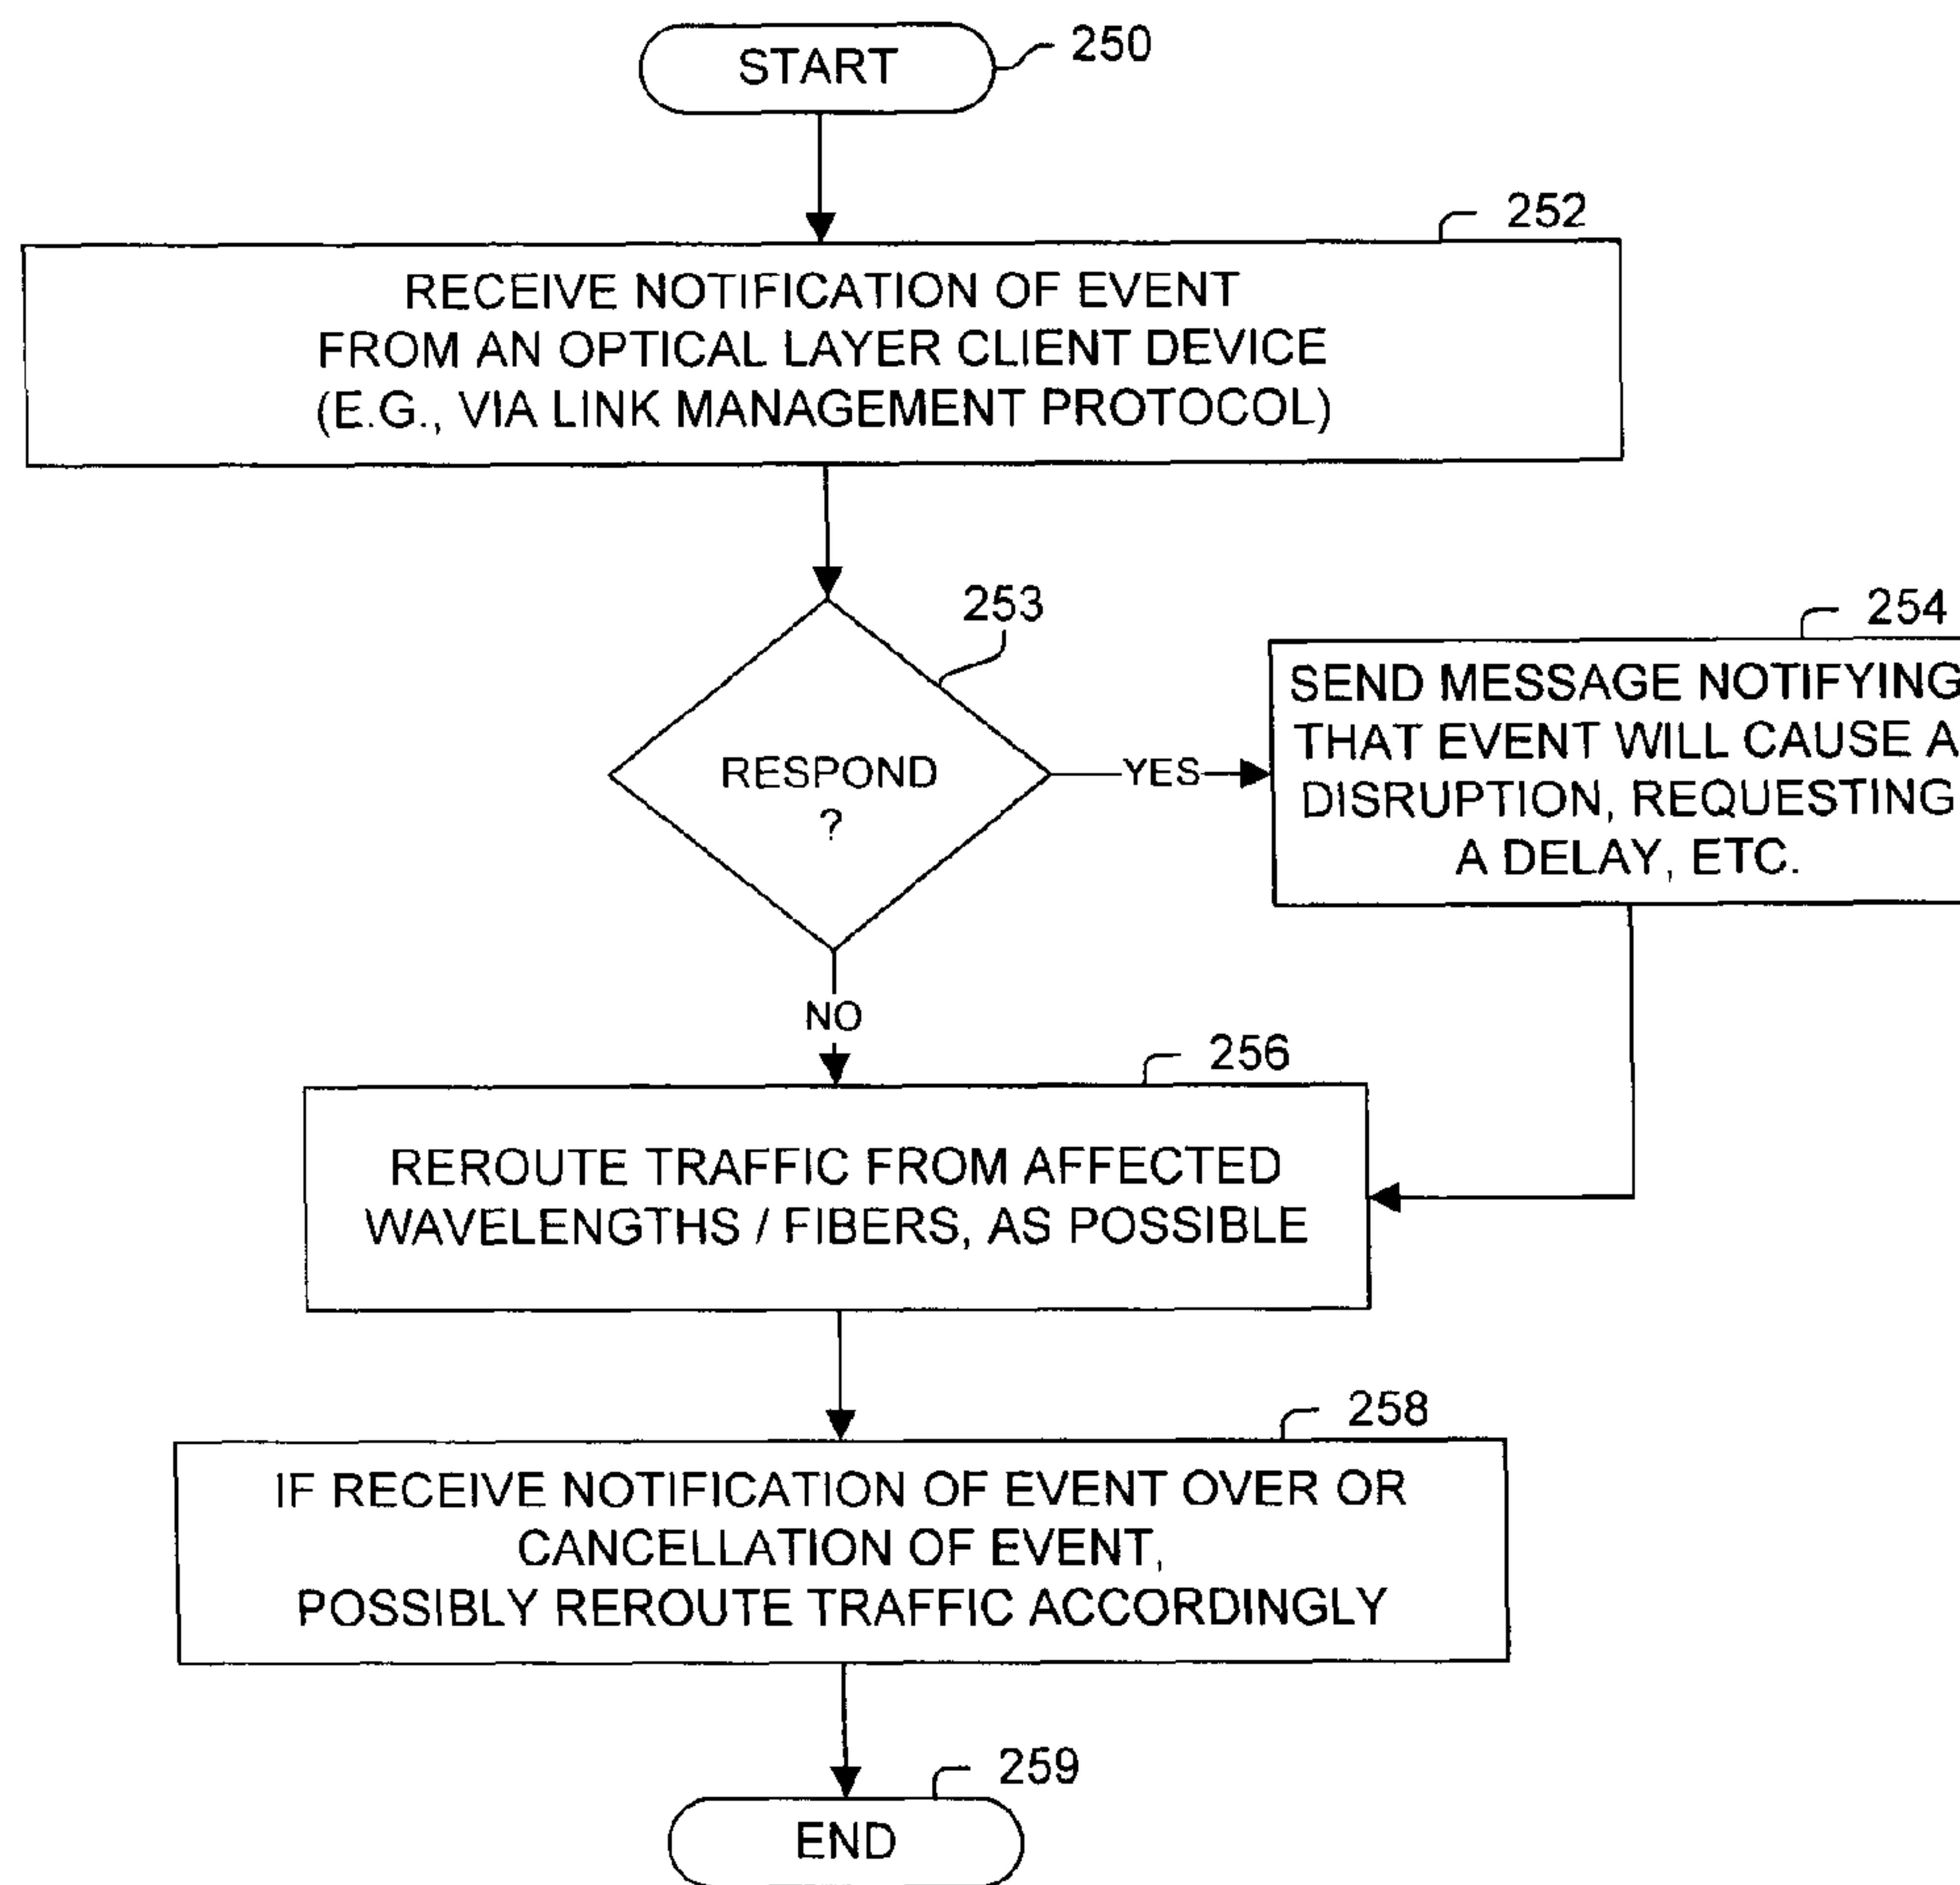 START
250
252
RECEIVE NOTIFICATION OF EVENT
FROM AN OPTICAL LAYER CLIENT DEVICE
(E.G., VIA LINK MANAGEMENT PROTOCOL)
253
RESPOND
?
YES
254
SEND MESSAGE NOTIFYING
THAT EVENT WILL CAUSE A
DISRUPTION, REQUESTING
A DELAY, ETC.
NO
256
REROUTE TRAFFIC FROM AFFECTED
WAVELENGTHS / FIBERS, AS POSSIBLE
258
IF RECEIVE NOTIFICATION OF EVENT OVER OR
CANCELLATION OF EVENT,
POSSIBLY REROUTE TRAFFIC ACCORDINGLY
259
END